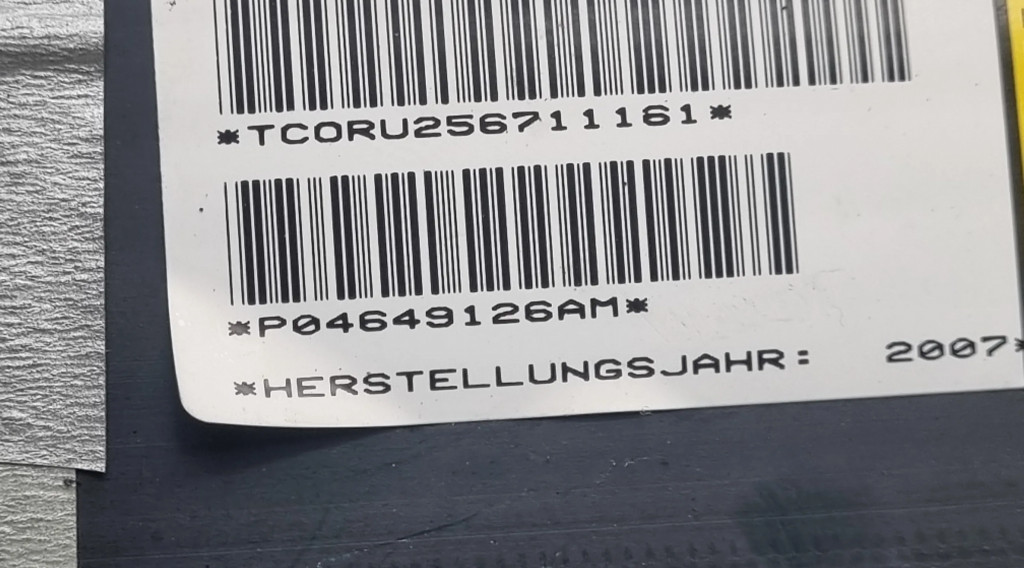 *TCORU256711161*
*P04649126AM*
*HERSTELLUNGSJAHR: 2007*